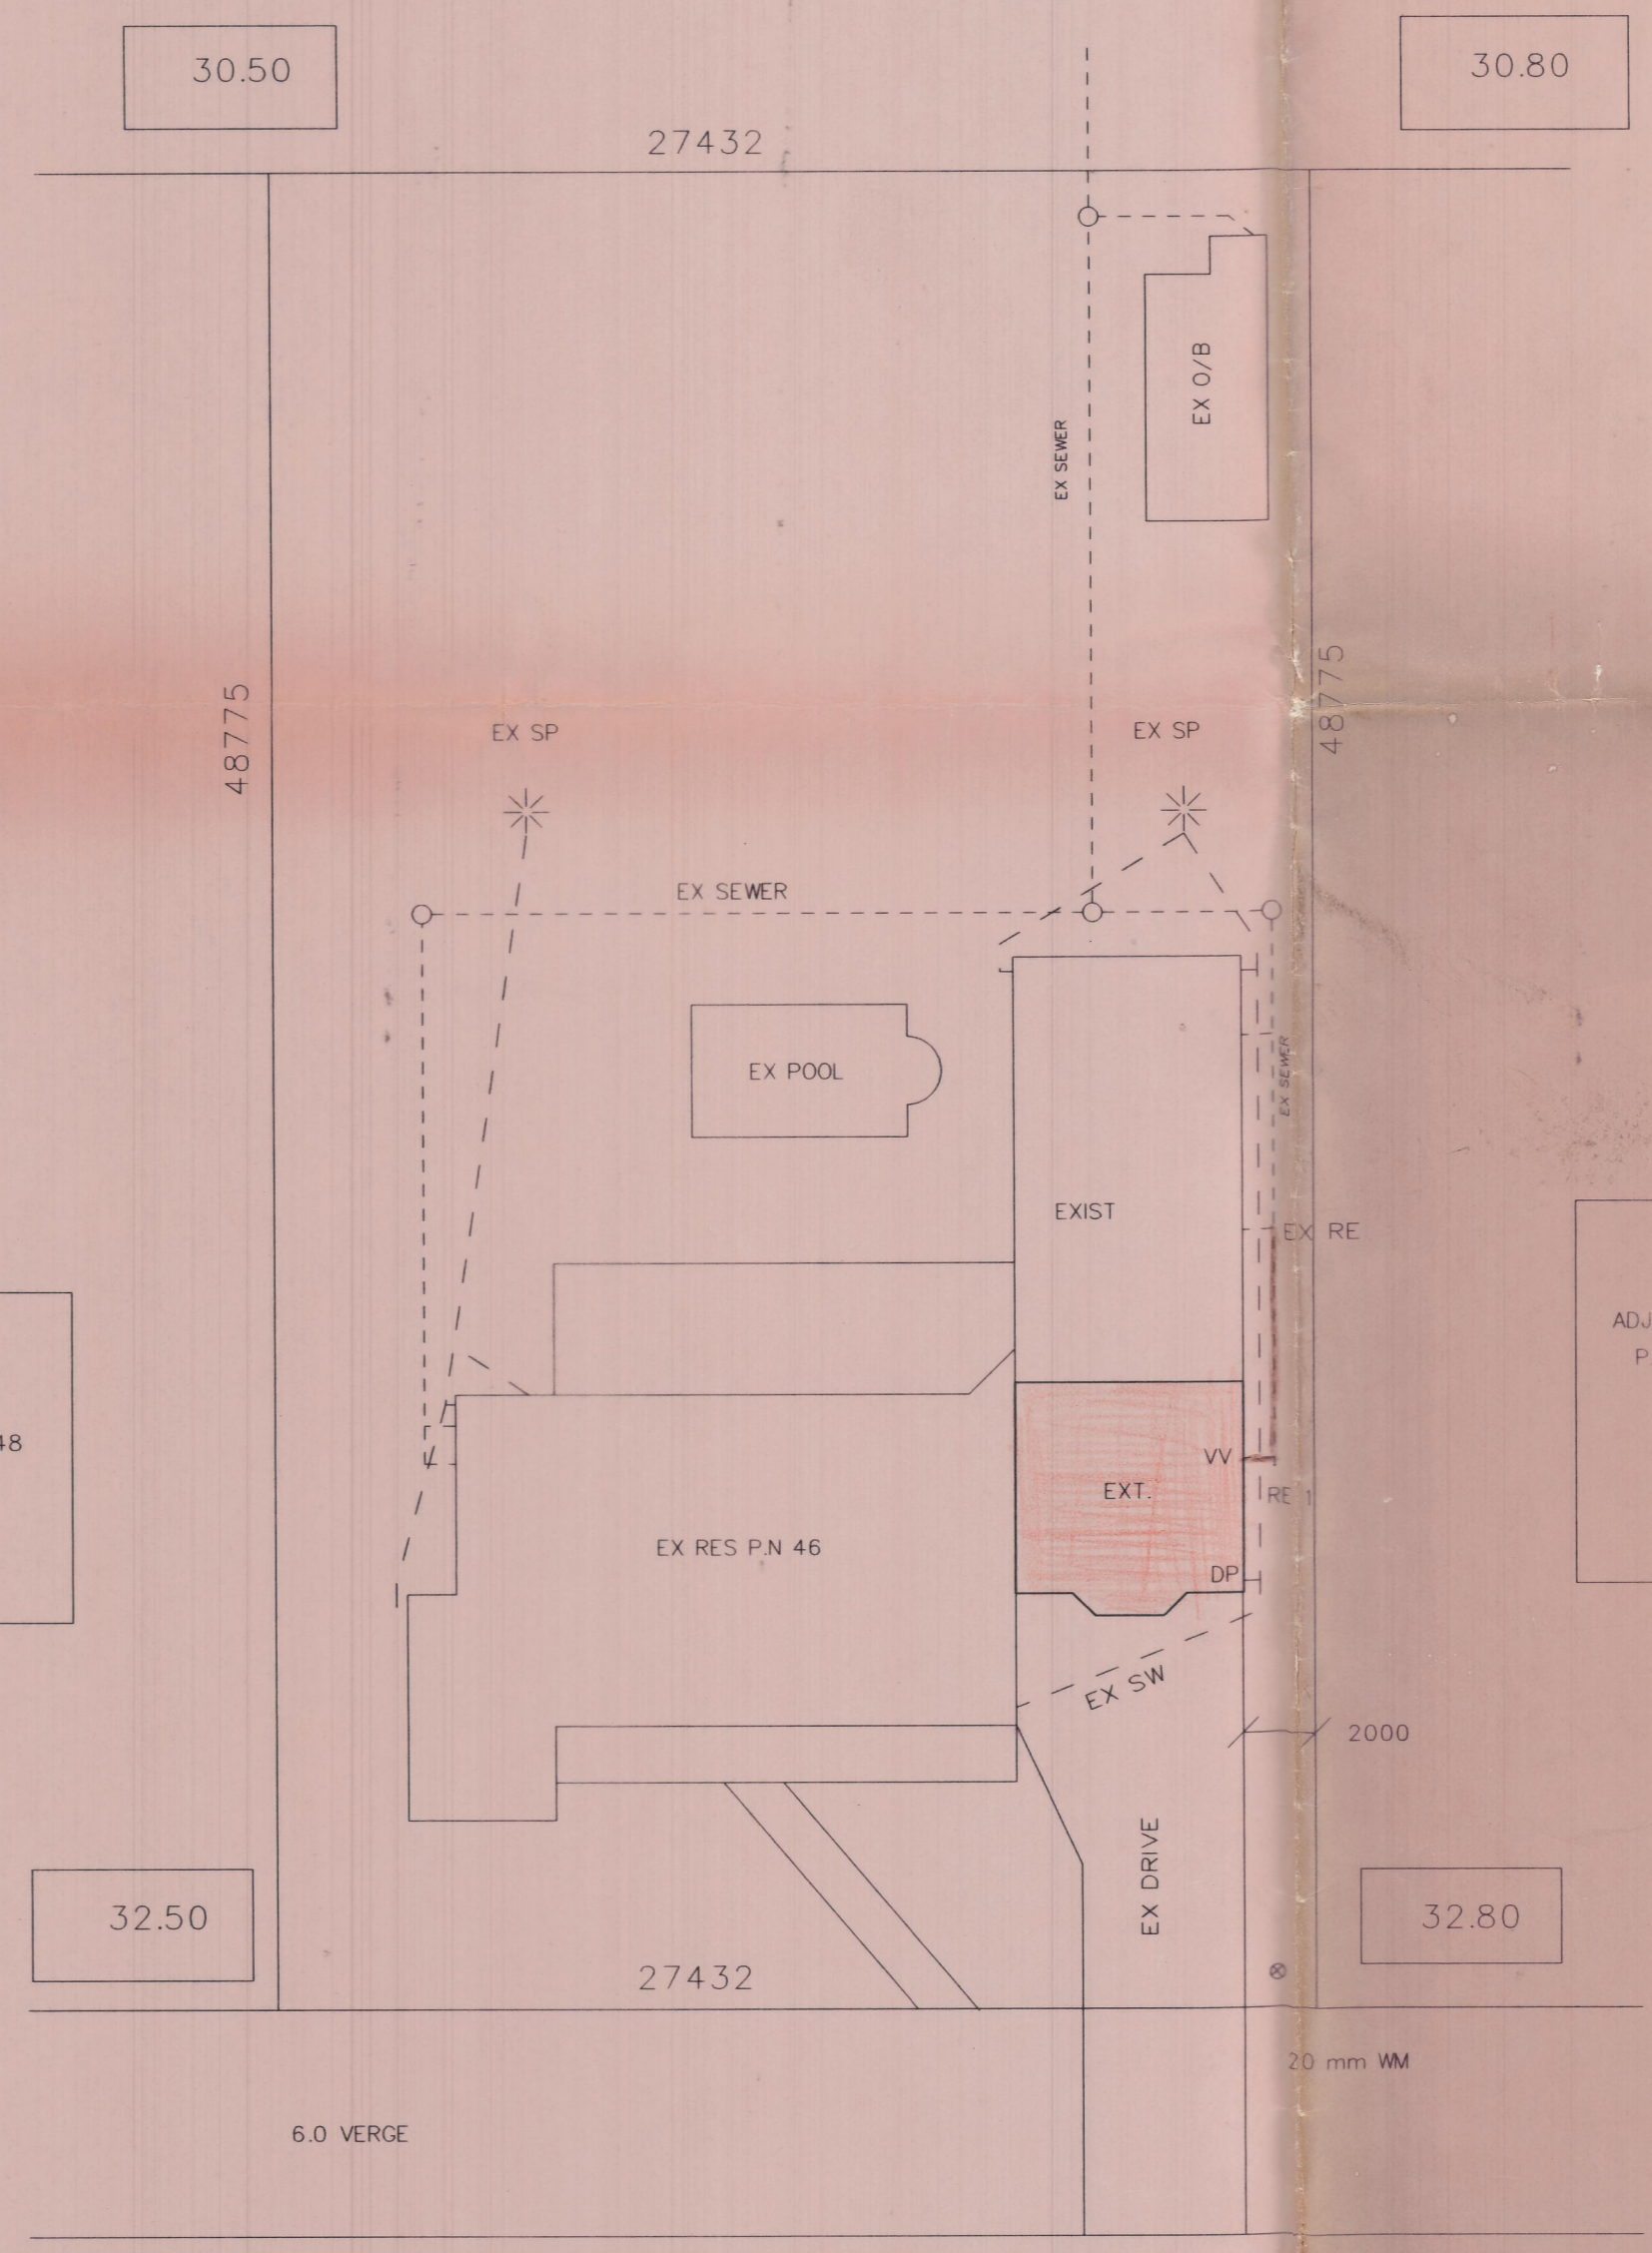 30.50
30.80
27432
EX O/B
EX SEWER
48775
48775
EX SP
EX SP
EX SEWER
EX POOL
EX SEWER
EXIST
EX RE
ADJ
P
48
VV
EXT.
RE 1
EX RES P.N 46
DP
EX SW
2000
EX DRIVE
32.50
32.80
27432
20 mm WM
6.0 VERGE